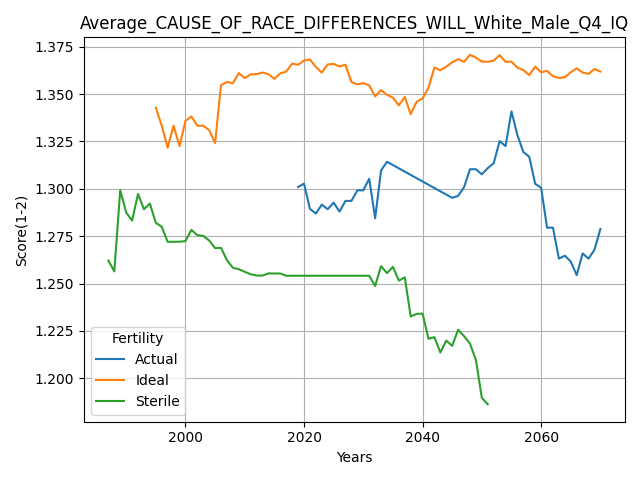 Average_CAUSE_OF_RACE_DIFFERENCES_WILL_White_Male_Q4_IQ
1.375
1.350
1.325
1.300
1.275
1.250
1.225
1.200
Score(1-2)
Fertility
Actual
Ideal
Sterile
2000
2020
2040
2060
Years